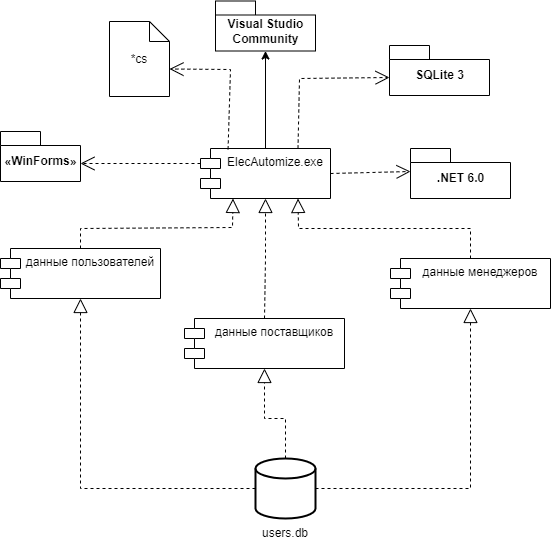 Visual Studio
Community
*cs
SQLite 3
«WinForms»
ElecAutomize.exe
.NET 6.0
данные пользователей
данные менеджеров
данные поставщиков
users.db